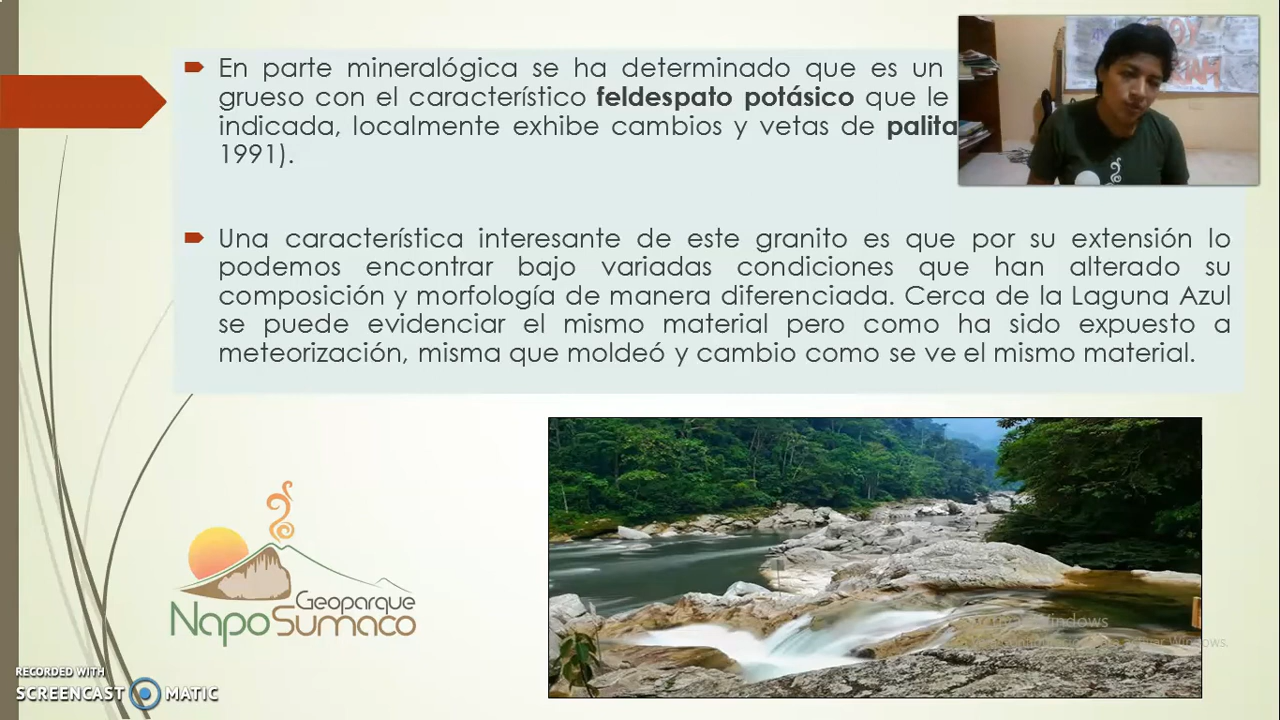 En parte mineralógica se ha determinado que es un
grueso con el característico feldespato potásico que le
indicada, localmente exhibe cambios y vetas de palita
1991).
Una característica interesante de este granito es que por su extensión lo
podemos encontrar bajo variadas condiciones que han alterado su
composición y morfología de manera diferenciada. Cerca de la Laguna Azul
se puede evidenciar el mismo material pero como ha sido expuesto a
meteorización, misma que moldeó y cambio como se ve el mismo material.
Geoparque
NapoSumaco
RECORDED WITH
SCREENCAST MATIC